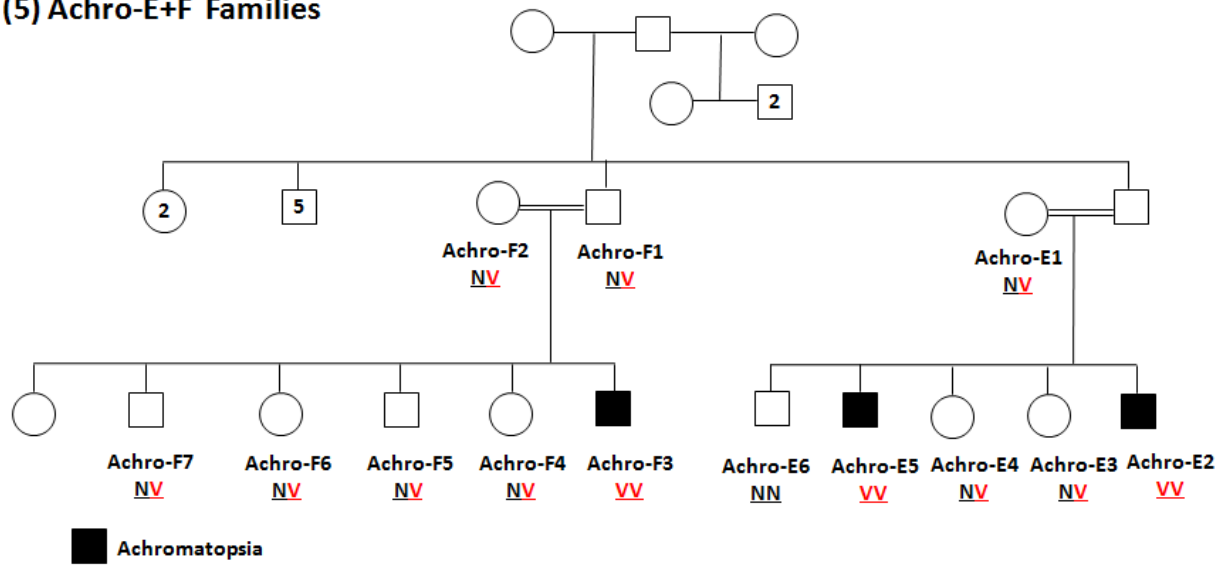 (5) Achro-E+F Families
2
2
5
Achro-F2
NV
Achro-F1
NV
Achro-E1
NV
Achro-F7
NV
Achro-F6
NV
Achro-F5
NV
Achro-F4
NV
Achro-F3
VV
Achro-E6
NN
Achro-E5
VV
Achro-E4
NV
Achro-E3
NV
Achro-E2
VV
Achromatopsia